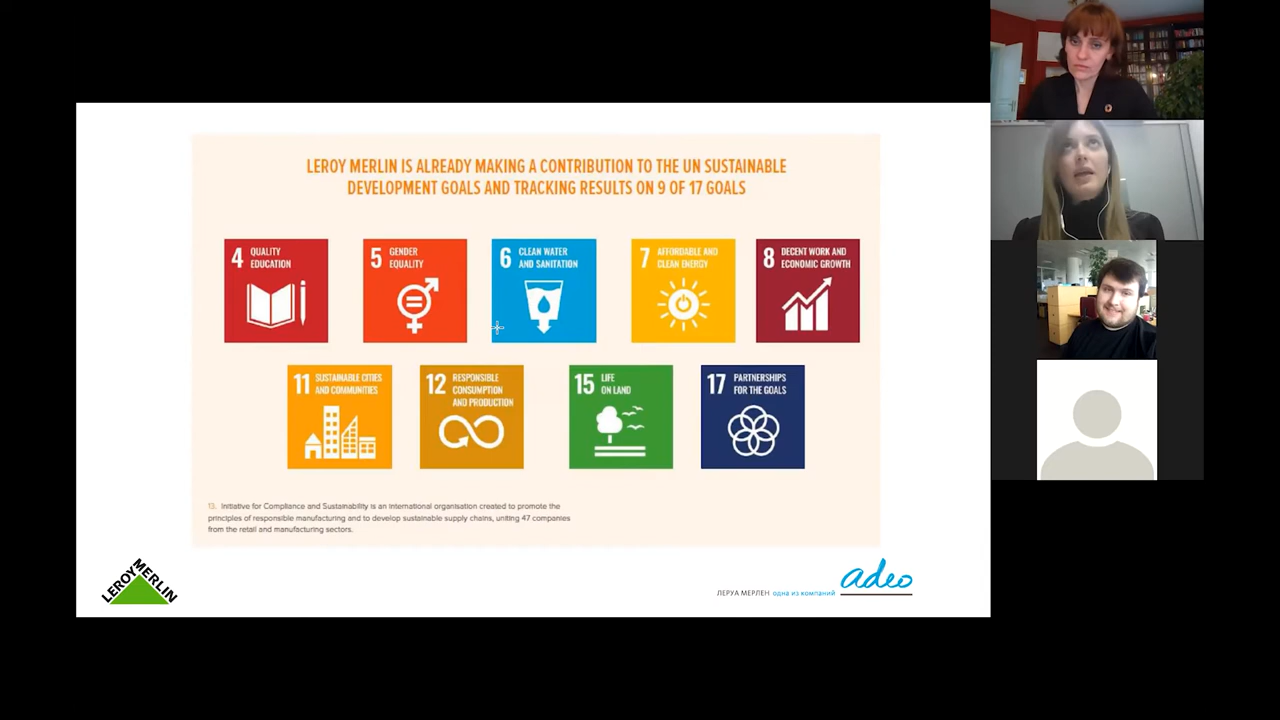 LEROY MERLIN IS ALREADY MAKING A CONTRIBUTION TO THE UN SUSTAINABLE
DEVELOPMENT GOALS AND TRACKING RESULTS ON 9 OF 17 GOALS
4 QUALITY
EDUCATION
5 GENDER
EQUALITY
6 CLEAN WATER
AND SANITATION
7 AFFORDABLE AND
CLEAN ENERGY
8 DECENT WORK AND
ECONOMIC GROWTH
11 SUSTAINABLE CITIES
AND COMMUNITIES
12 RESPONSIBLE
CONSUMPTION
AND PRODUCTION
15 LIFE
ON LAND
17 PARTNERSHIPS
FOR THE GOALS
13. Initiative for Compliance and Sustainability is an international organisation created to promote the
principles of responsible manufacturing and to develop sustainable supply chains, uniting 47 companies
from the retail and manufacturing sectors.
LEROY MERLIN
ЛЕРУА МЕРЛЕН одна из компаний
adeo